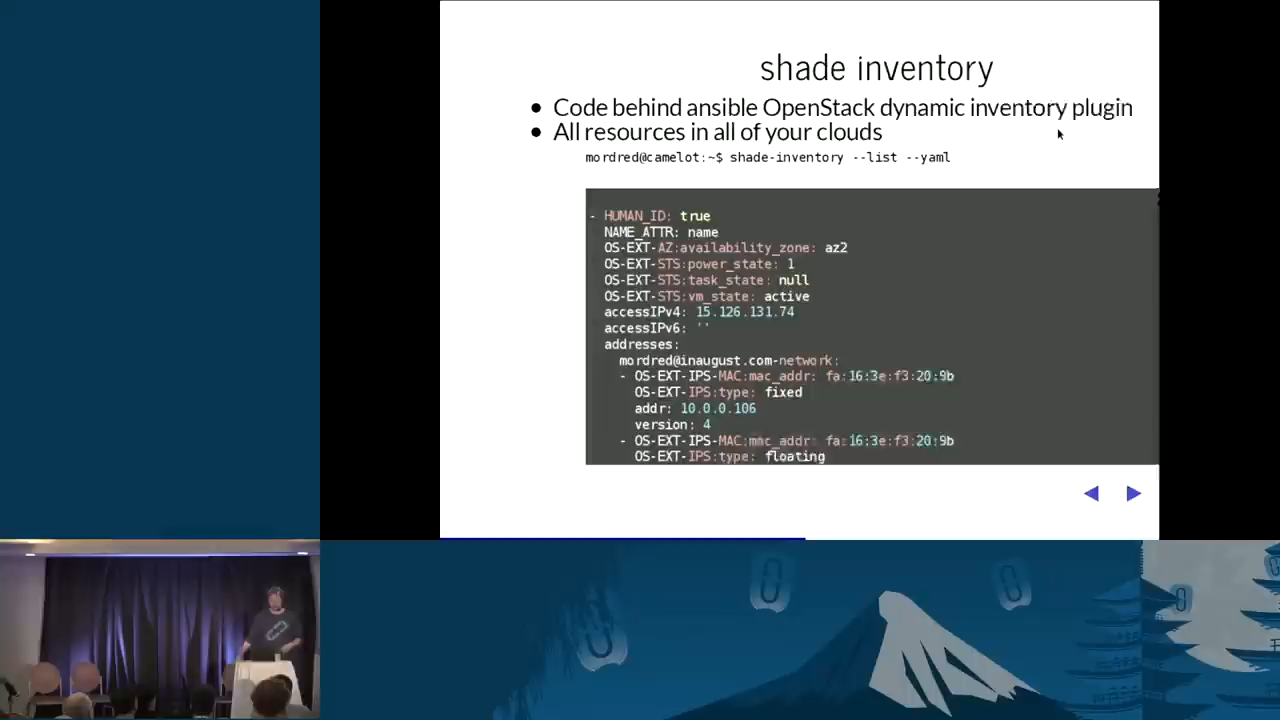 shade inventory
Code behind ansible OpenStack dynamic inventory plugin
All resources in all of your clouds
mordred@camelot:~$ shade-inventory --list --yaml
- HUMAN_ID: true
NAME_ATTR: name
OS-EXT-AZ:availability_zone: az2
OS-EXT-STS:power_state: 1
OS-EXT-STS:task_state: null
OS-EXT-STS:vm_state: active
accessIPv4: 15.126.131.74
accessIPv6: ''
addresses:
mordred@inaugust.com-network:
- OS-EXT-IPS-MAC:mac_addr: fa:16:3e:f3:20:9b
OS-EXT-IPS:type: fixed
addr: 10.0.0.106
version: 4
- OS-EXT-IPS-MAC:mac_addr: fa:16:3e:f3:20:9b
OS-EXT-IPS:type: floating